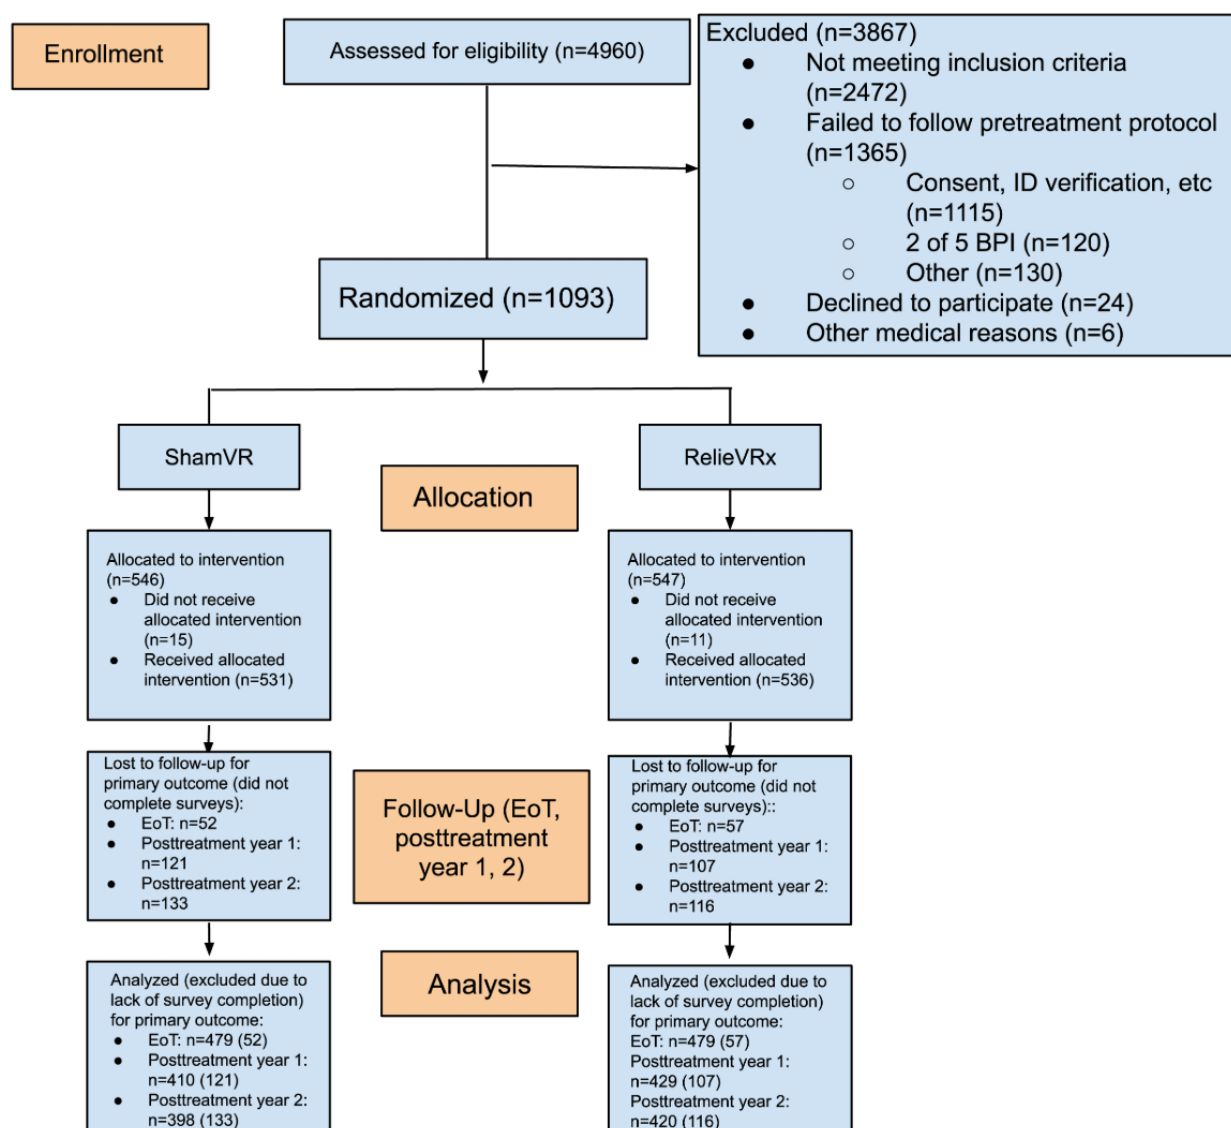 Enrollment
Assessed for eligibility (n=4960)
Excluded (n=3867)
● Not meeting inclusion criteria
(n=2472)
● Failed to follow pretreatment protocol
(n=1365)
○ Consent, ID verification, etc
(n=1115)
○ 2 of 5 BPI (n=120)
○ Other (n=130)
● Declined to participate (n=24)
● Other medical reasons (n=6)
Randomized (n=1093)
ShamVR
RelieVRx
Allocation
Allocated to intervention
(n=546)
● Did not receive
allocated intervention
(n=15)
● Received allocated
intervention (n=531)
Allocated to intervention
(n=547)
● Did not receive
allocated intervention
(n=11)
● Received allocated
intervention (n=536)
Lost to follow-up for
primary outcome (did not
complete surveys):
● EoT: n=52
● Posttreatment year 1:
n=121
● Posttreatment year 2:
n=133
Follow-Up (EoT,
posttreatment
year 1, 2)
Lost to follow-up for
primary outcome (did not
complete surveys)::
● EoT: n=57
● Posttreatment year 1:
n=107
● Posttreatment year 2:
n=116
Analysis
Analyzed (excluded due to
lack of survey completion)
for primary outcome:
● EoT: n=479 (52)
● Posttreatment year 1:
n=410 (121)
● Posttreatment year 2:
n=398 (133)
Analyzed (excluded due to
lack of survey completion)
for primary outcome:
EoT: n=479 (57)
Posttreatment year 1:
n=429 (107)
Posttreatment year 2:
n=420 (116)